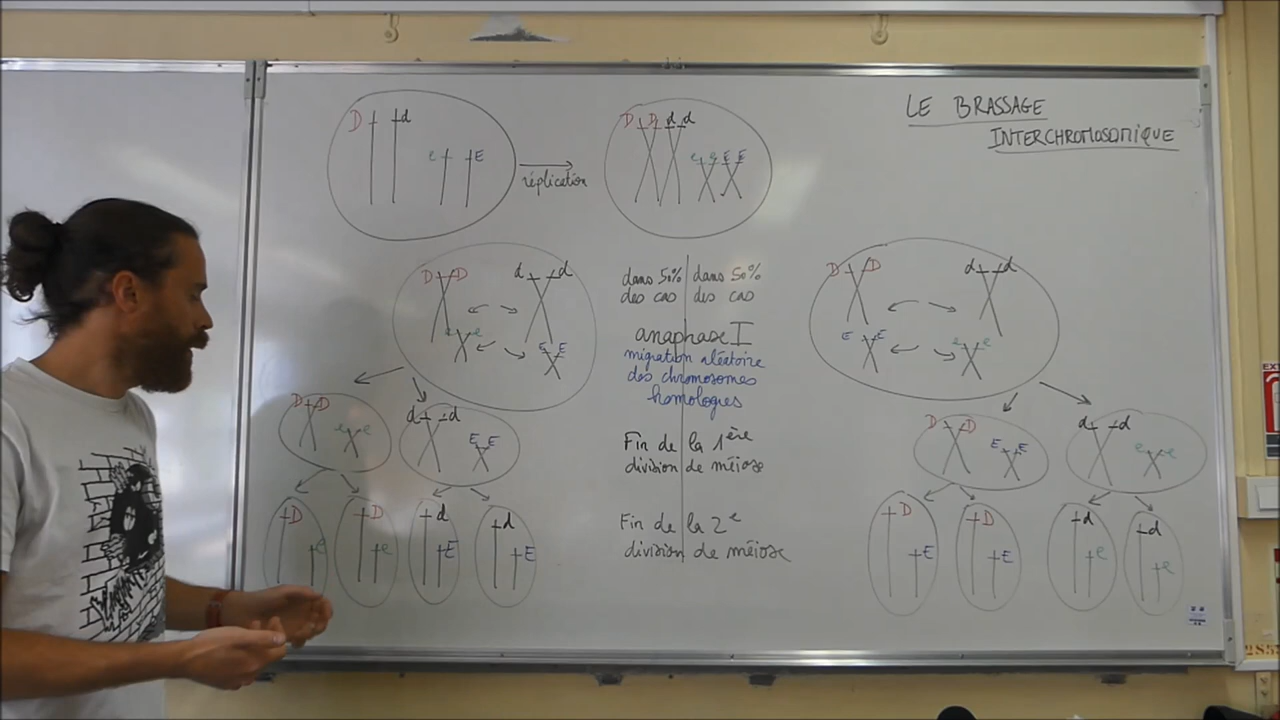 LE BRASSAGE
INTERCHROMOSOMIQUE
D d e E
réplication
D D d d e e E E
D D d d
e e E E
dans 50% des cas
dans 50% des cas
D D d d
E E e e
anaphase I
migration aléatoire
des chromosomes
homologues
D D e e
d d E E
Fin de la 1ère
division de méiose
D D E E
d d e e
D e
D e
d E
d E
Fin de la 2e
division de méiose
D E
D E
d e
d e